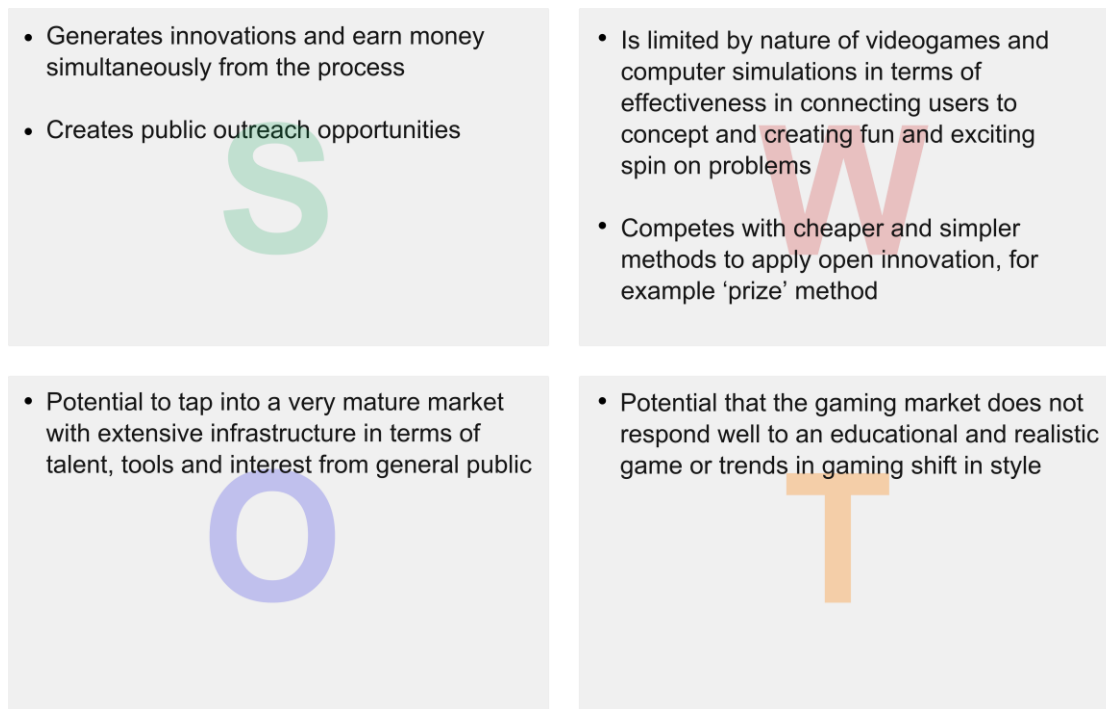 • Generates innovations and earn money
simultaneously from the process
• Creates public outreach opportunities
S
• Is limited by nature of videogames and
computer simulations in terms of
effectiveness in connecting users to
concept and creating fun and exciting
spin on problems
• Competes with cheaper and simpler
methods to apply open innovation, for
example ‘prize’ method
W
• Potential to tap into a very mature market
with extensive infrastructure in terms of
talent, tools and interest from general public
O
• Potential that the gaming market does not
respond well to an educational and realistic
game or trends in gaming shift in style
T